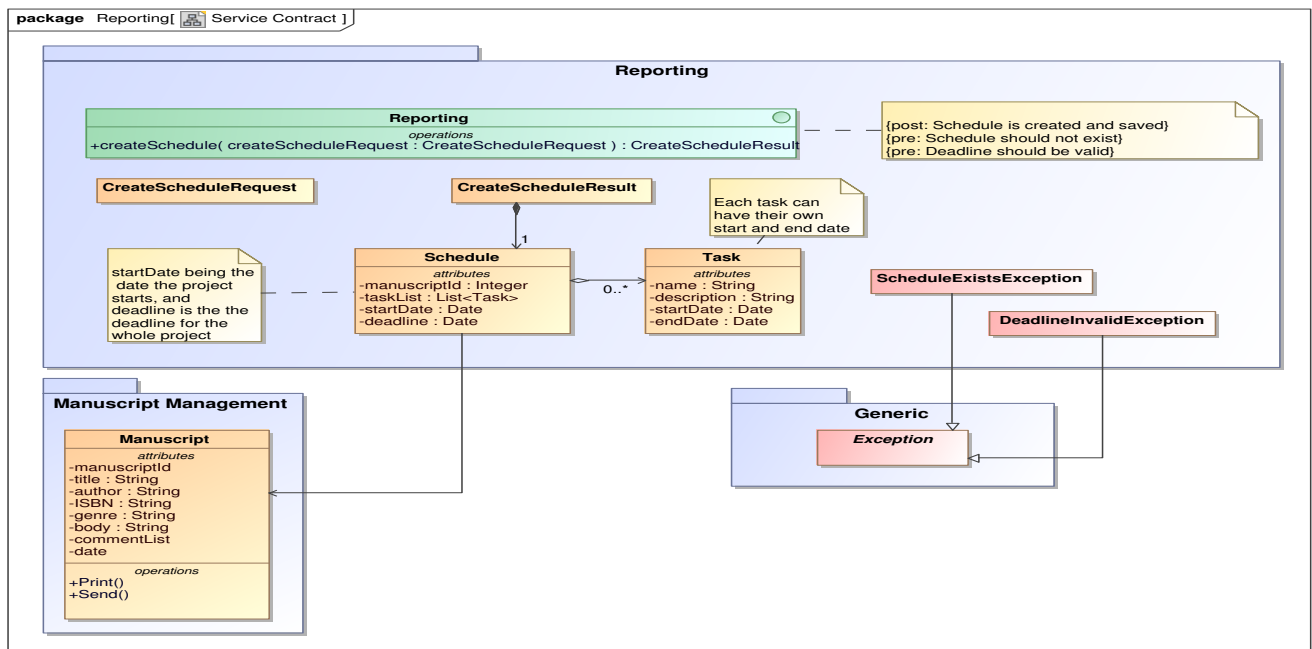 package Reporting[ Service Contract ]
Reporting
Reporting
operations
+createSchedule( createScheduleRequest : CreateScheduleRequest ) : CreateScheduleResult
{post: Schedule is created and saved}
{pre: Schedule should not exist}
{pre: Deadline should be valid}
CreateScheduleRequest
CreateScheduleResult
Each task can
have their own
start and end date
1
startDate being the
date the project
starts, and
deadline is the the
deadline for the
whole project
Schedule
attributes
-manuscriptId : Integer
-taskList : List<Task>
-startDate : Date
-deadline : Date
0..*
Task
attributes
-name : String
-description : String
-startDate : Date
-endDate : Date
ScheduleExistsException
DeadlineInvalidException
Manuscript Management
Manuscript
attributes
-manuscriptId
-title : String
-author : String
-ISBN : String
-genre : String
-body : String
-commentList
-date
operations
+Print()
+Send()
Generic
Exception